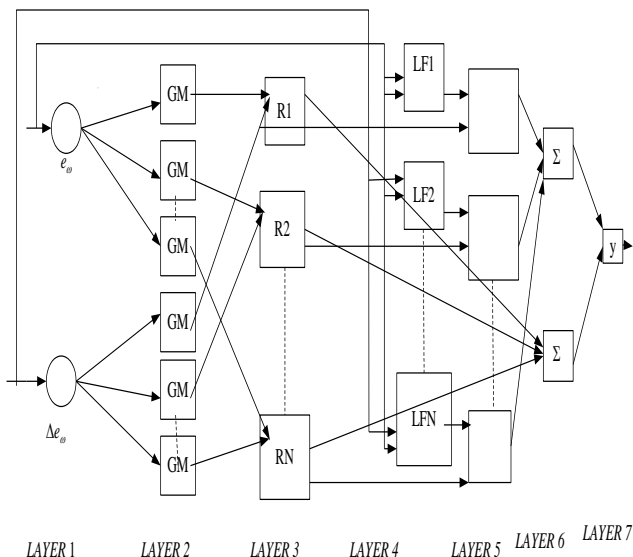 GM
LF1
R1
Σ
e_ω
GM
LF2
R2
GM
y
GM
GM
Σ
Δe_ω
GM
RN
LFN
LAYER 1
LAYER 2
LAYER 3
LAYER 4
LAYER 5
LAYER 6
LAYER 7